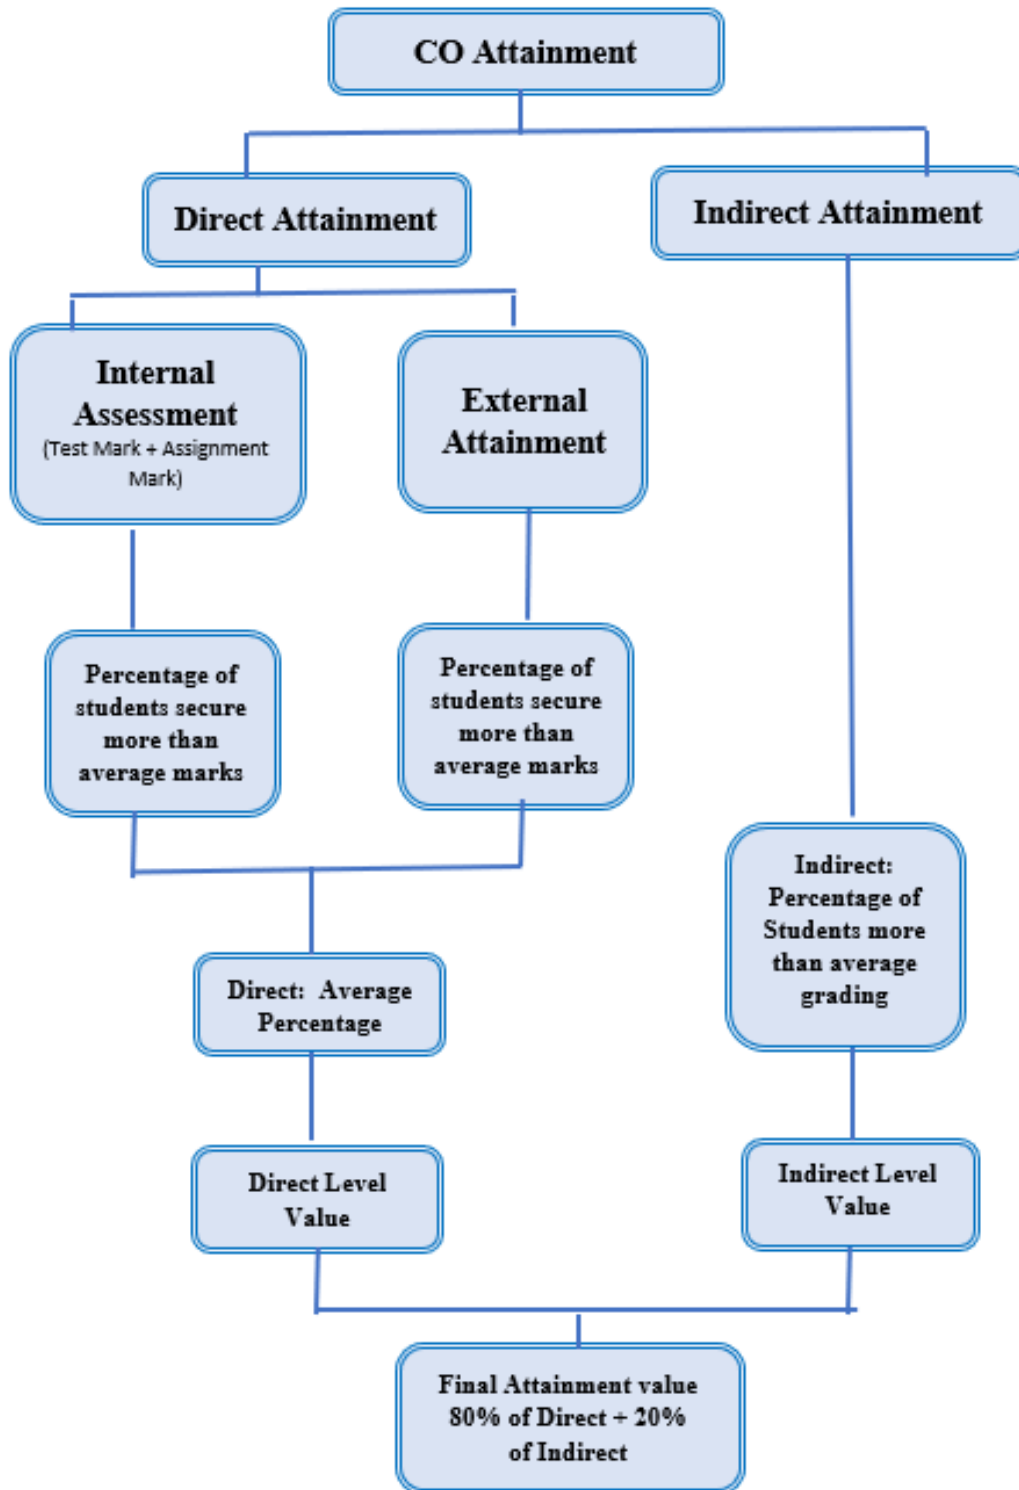 CO Attainment
Direct Attainment
Indirect Attainment
Internal
Assessment
(Test Mark + Assignment
Mark)
External
Attainment
Percentage of
students secure
more than
average marks
Percentage of
students secure
more than
average marks
Indirect:
Percentage of
Students more
than average
grading
Direct: Average
Percentage
Direct Level
Value
Indirect Level
Value
Final Attainment value
80% of Direct + 20%
of Indirect